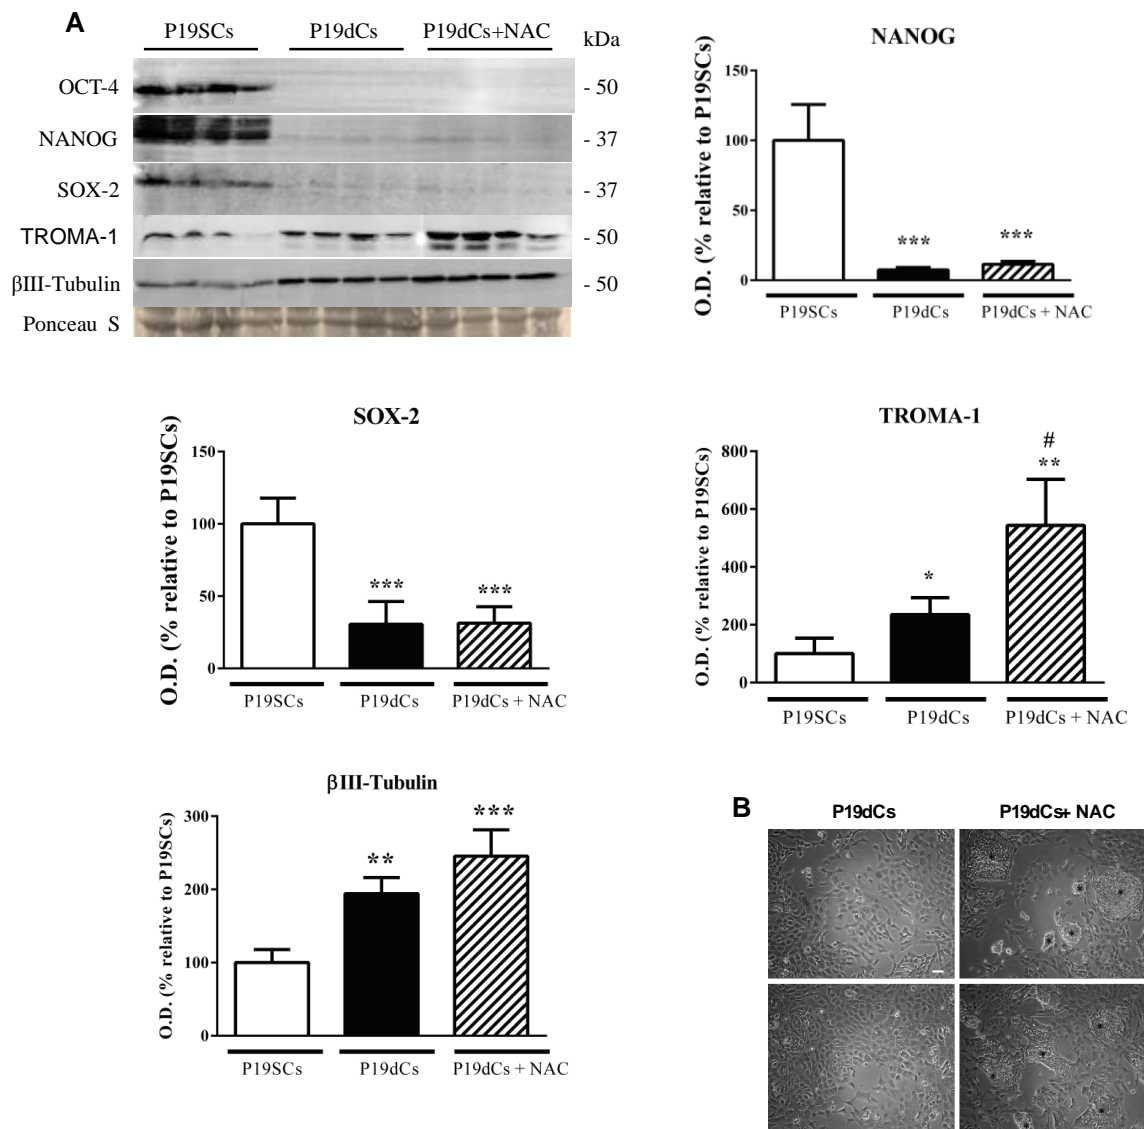 A
P19SCs P19dCs P19dCs+NAC kDa
OCT-4 - 50
NANOG - 37
SOX-2 - 37
TROMA-1 - 50
βIII-Tubulin - 50
Ponceau S
NANOG
O.D. (% relative to P19SCs)
150
100
50
0
***
***
P19SCs P19dCs P19dCs + NAC
SOX-2
O.D. (% relative to P19SCs)
150
100
50
0
***
***
P19SCs P19dCs P19dCs + NAC
TROMA-1
O.D. (% relative to P19SCs)
800
600
400
200
0
*
#
**
P19SCs P19dCs P19dCs + NAC
βIII-Tubulin
O.D. (% relative to P19SCs)
300
200
100
0
**
***
P19SCs P19dCs P19dCs + NAC
B
P19dCs P19dCs+ NAC